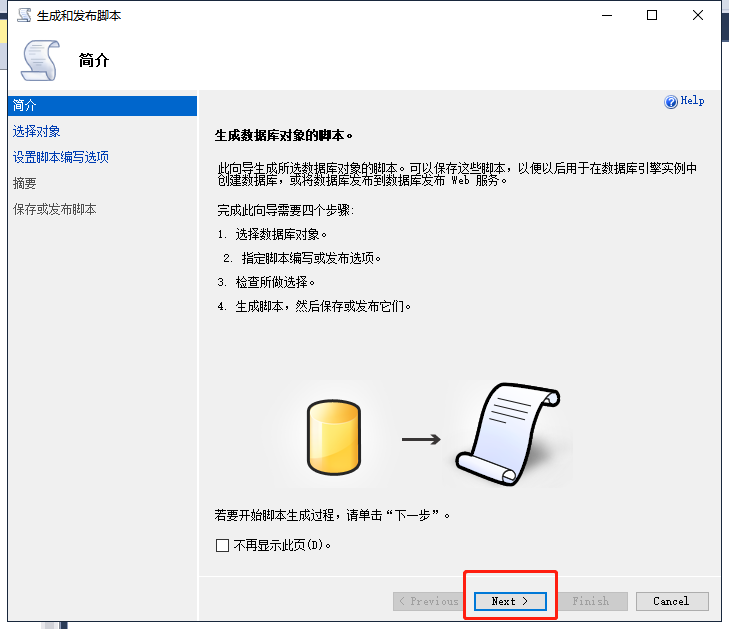 生成和发布脚本
简介
简介
选择对象
设置脚本编写选项
摘要
保存或发布脚本
Help
生成数据库对象的脚本。
此向导生成所选数据库对象的脚本。可以保存这些脚本，以便以后用于在数据库引擎实例中
创建数据库，或将数据库发布到数据库发布 Web 服务。
完成此向导需要四个步骤:
1. 选择数据库对象。
2. 指定脚本编写或发布选项。
3. 检查所做选择。
4. 生成脚本，然后保存或发布它们。
若要开始脚本生成过程，请单击“下一步”。
不再显示此页(D)。
< Previous
Next >
Finish
Cancel